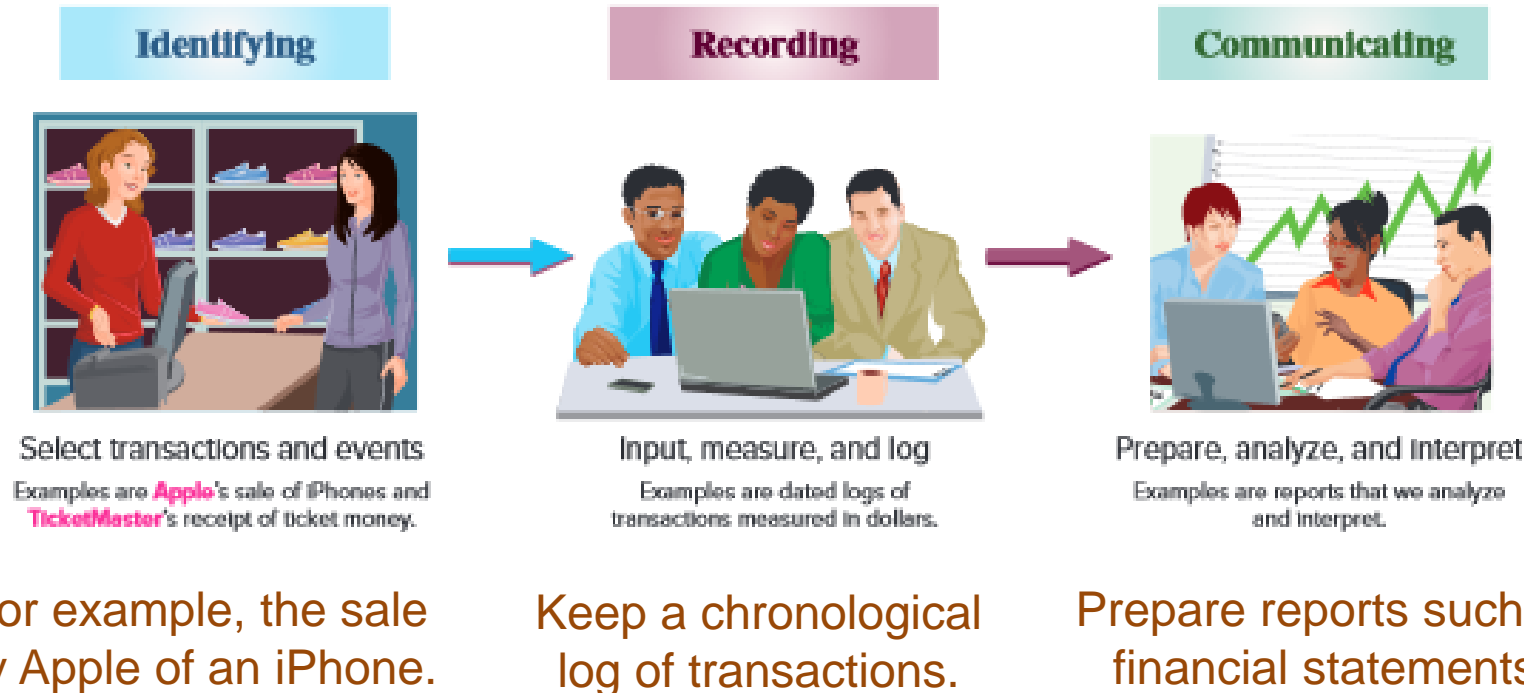 Identifying
Recording
Communicating
Select transactions and events
Examples are Apple's sale of iPhones and
TicketMaster's receipt of ticket money.
Input, measure, and log
Examples are dated logs of
transactions measured in dollars.
Prepare, analyze, and interpret
Examples are reports that we analyze
and interpret.
or example, the sale
y Apple of an iPhone.
Keep a chronological
log of transactions.
Prepare reports such
financial statements